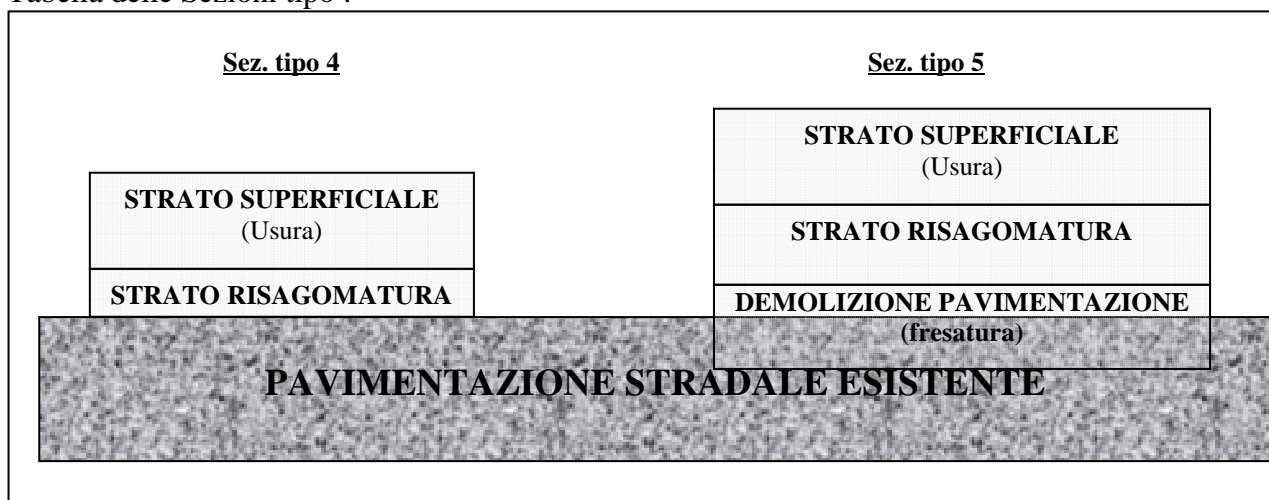 Tabella delle Sezioni tipo :
Sez. tipo 4
STRATO SUPERFICIALE
(Usura)
STRATO RISAGOMATURA
Sez. tipo 5
STRATO SUPERFICIALE
(Usura)
STRATO RISAGOMATURA
DEMOLIZIONE PAVIMENTAZIONE
(fresatura)
PAVIMENTAZIONE STRADALE ESISTENTE